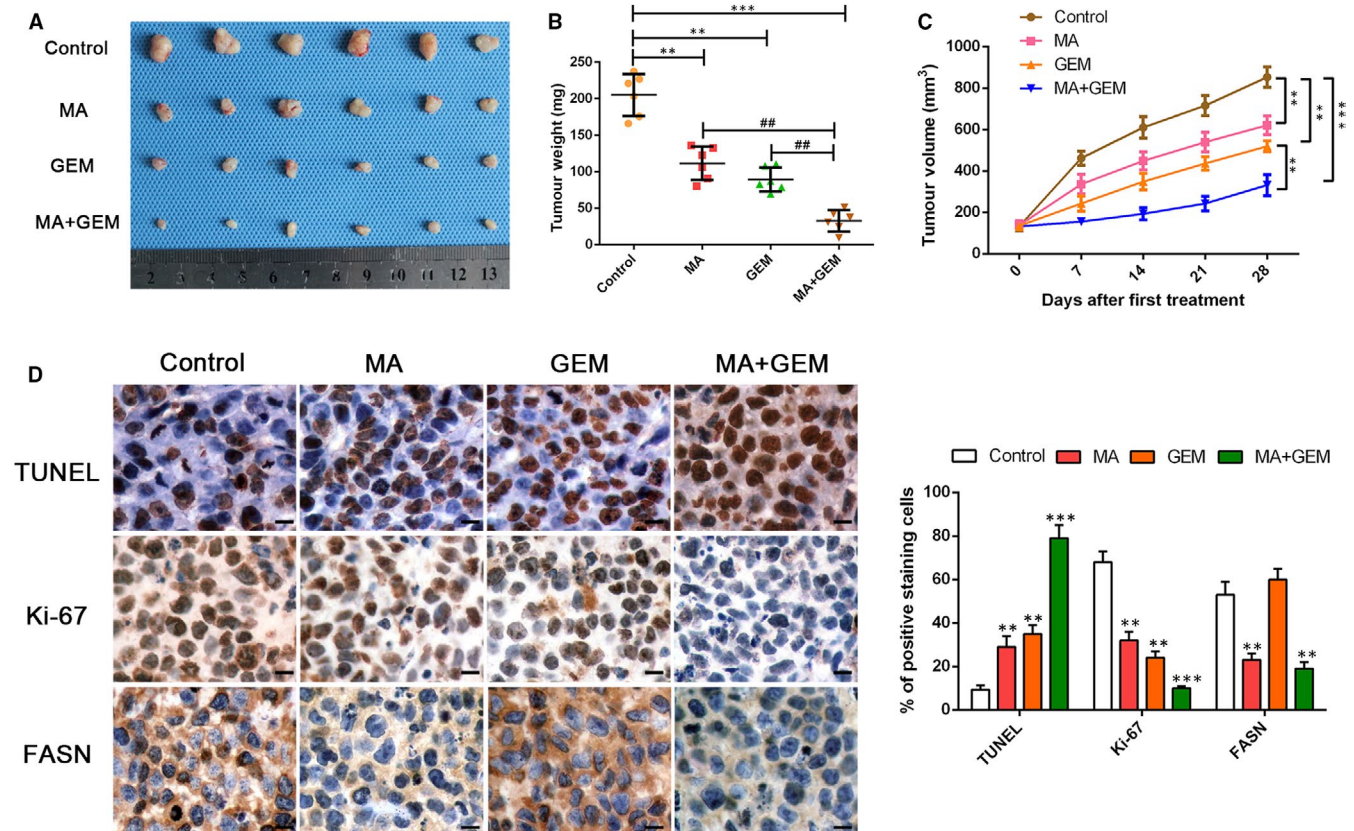 A
Control
MA
GEM
MA+GEM
2 3 4 5 6 7 8 9 10 11 12 13
B
***
**
**
##
##
Tumour weight (mg)
250
200
150
100
50
0
Control
MA
GEM
MA+GEM
C
Control
MA
GEM
MA+GEM
Tumour volume (mm³)
1000
800
600
400
200
0
0
7
14
21
28
Days after first treatment
**
**
***
**
D
Control
MA
GEM
MA+GEM
TUNEL
Ki-67
FASN
Control
MA
GEM
MA+GEM
% of positive staining cells
100
80
60
40
20
0
**
**
***
**
**
***
**
**
TUNEL
Ki-67
FASN